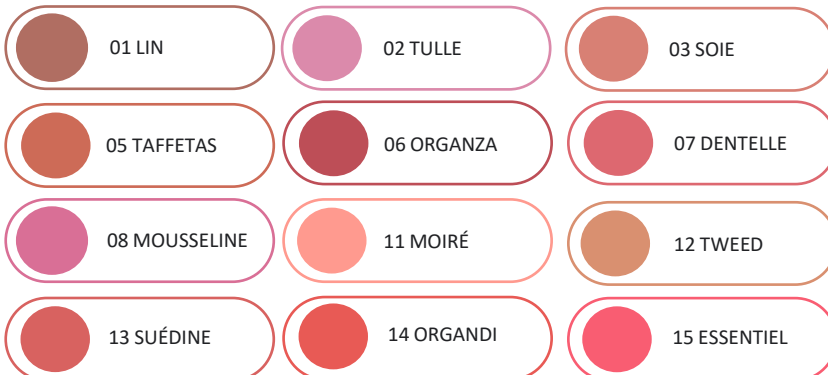 01 LIN
02 TULLE
03 SOIE
05 TAFFETAS
06 ORGANZA
07 DENTELLE
08 MOUSSELINE
11 MOIRÉ
12 TWEED
13 SUÉDINE
14 ORGANDI
15 ESSENTIEL